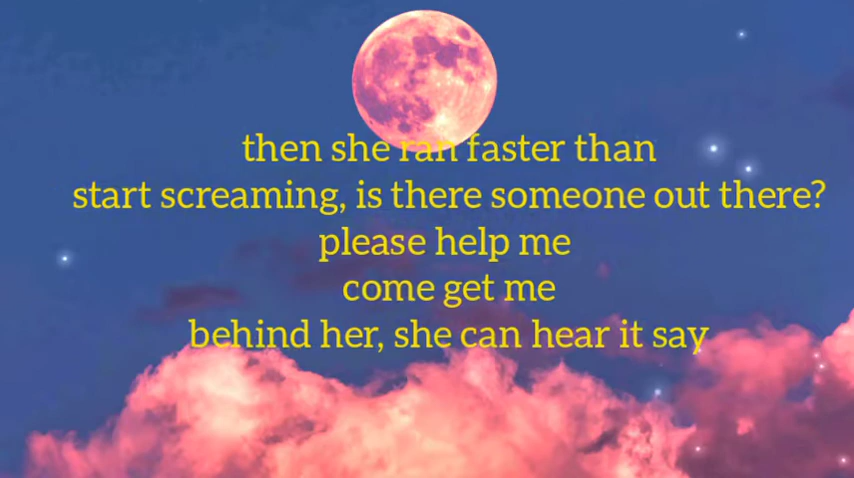 then she ran faster than
start screaming, is there someone out there?
please help me
come get me
behind her, she can hear it say